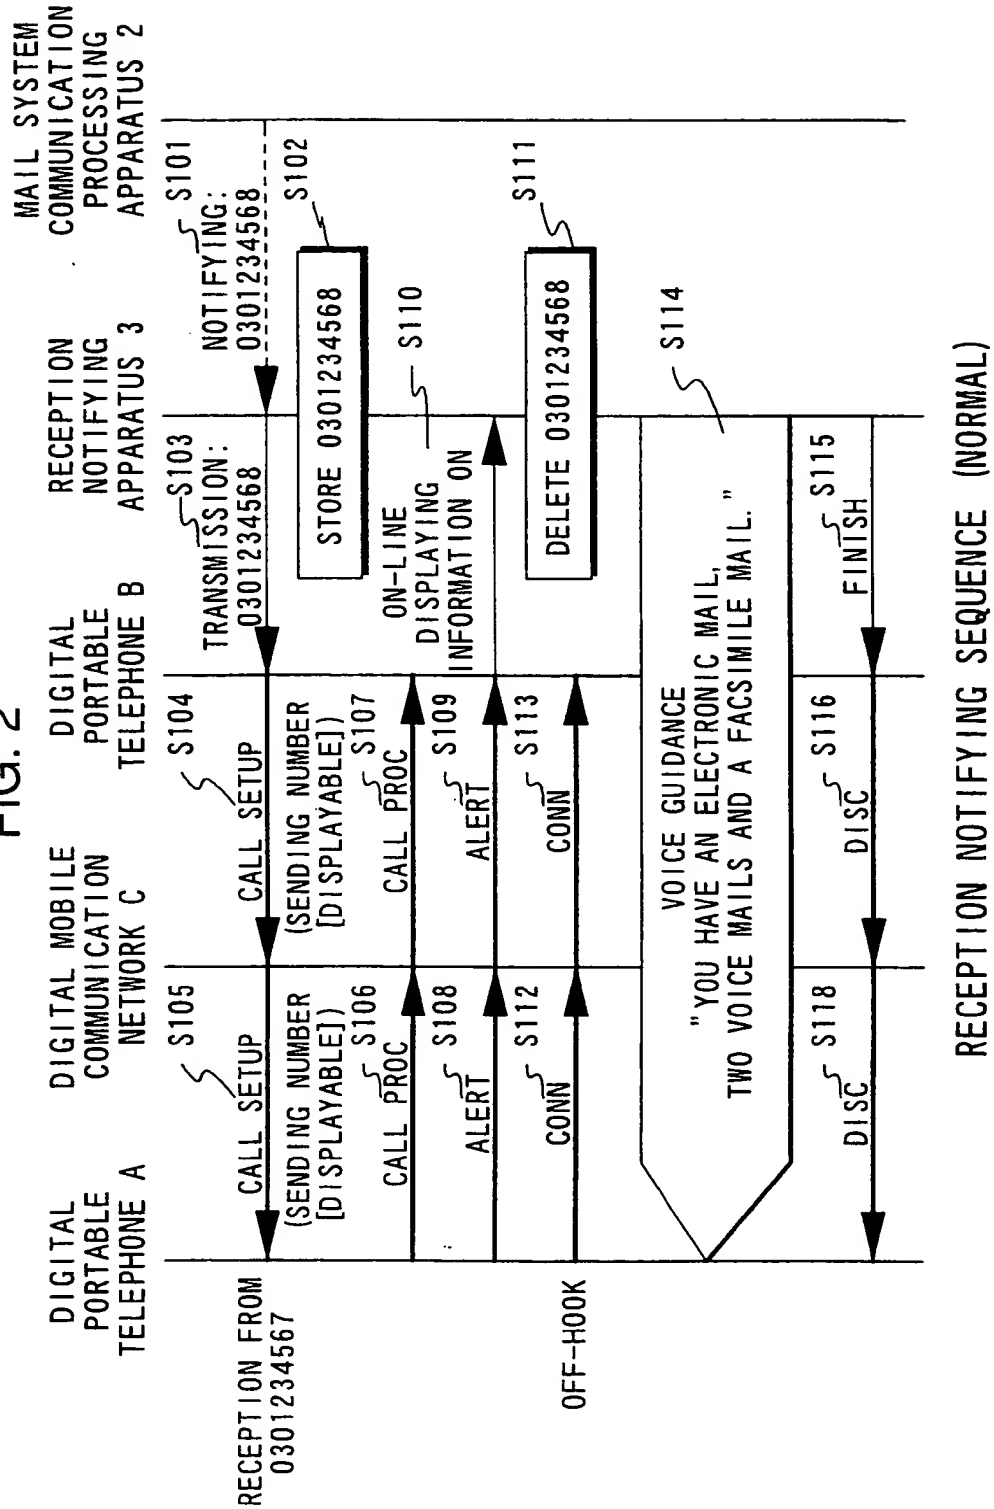 FIG. 2
DIGITAL
PORTABLE
TELEPHONE A
DIGITAL MOBILE
COMMUNICATION
NETWORK C
DIGITAL
PORTABLE
TELEPHONE B
RECEPTION
NOTIFYING
APPARATUS 3
MAIL SYSTEM
COMMUNICATION
PROCESSING
APPARATUS 2
S101
NOTIFYING:
0301234568
S102
STORE 0301234568
S103
TRANSMISSION:
0301234568
S104
CALL SETUP
(SENDING NUMBER
[DISPLAYABLE])
S105
CALL SETUP
(SENDING NUMBER
[DISPLAYABLE])
RECEPTION FROM
0301234567
S106
CALL PROC
S107
CALL PROC
S108
ALERT
S109
ALERT
S110
ON-LINE
DISPLAYING
INFORMATION ON
S111
DELETE 0301234568
OFF-HOOK
S112
CONN
S113
CONN
S114
VOICE GUIDANCE
"YOU HAVE AN ELECTRONIC MAIL,
TWO VOICE MAILS AND A FACSIMILE MAIL."
S115
FINISH
S116
DISC
S118
DISC
RECEPTION NOTIFYING SEQUENCE (NORMAL)